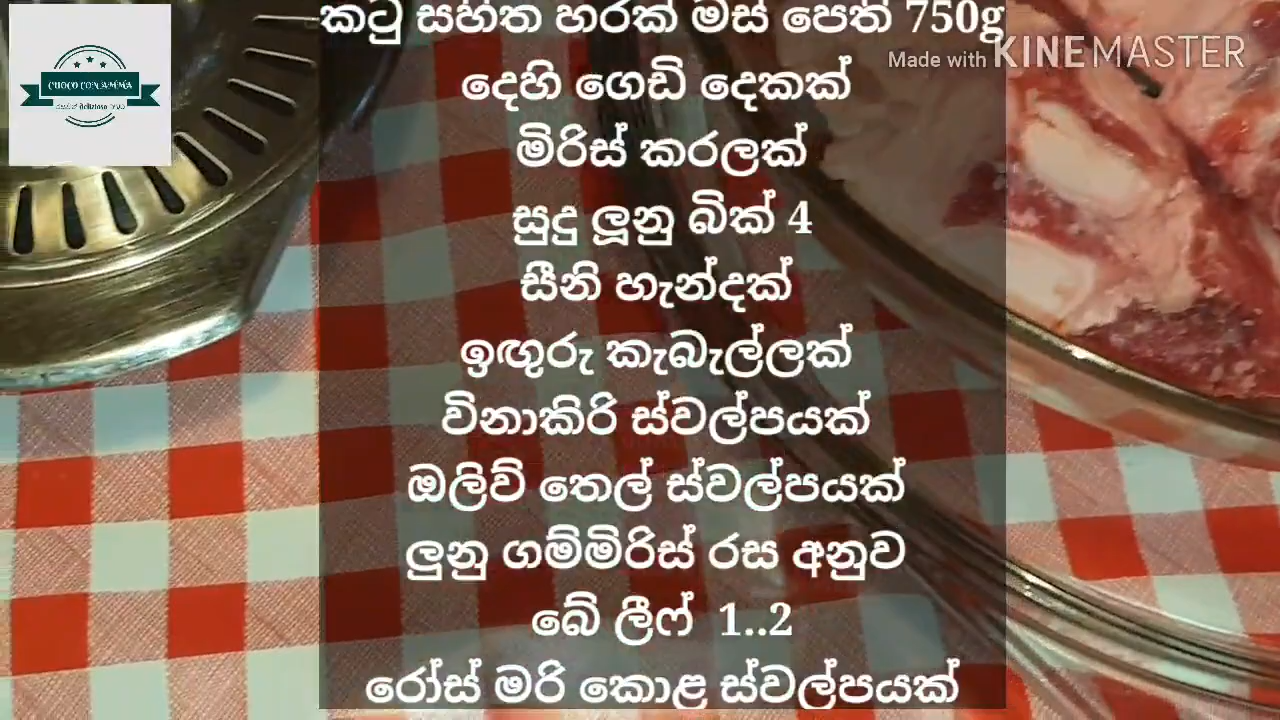 කටු සහිත හරක් මස් පෙති 750g
Made with KINEMASTER
දෙහි ගෙඩි දෙකක්
මිරිස් කරලක්
සුදු ලූනු බික් 4
සීනි හැන්දක්
ඉඟුරු කැබැල්ලක්
විනාකිරි ස්වල්පයක්
ඔලිව් තෙල් ස්වල්පයක්
ලුනු ගම්මිරිස් රස අනුව
බේ ලීෆ් 1..2
රෝස් මරි කොළ ස්වල්පයක්